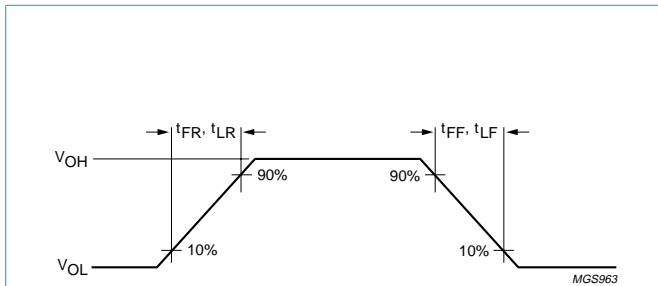 tFR, tLR
tFF, tLF
VOH
90%
90%
10%
10%
VOL
MGS963